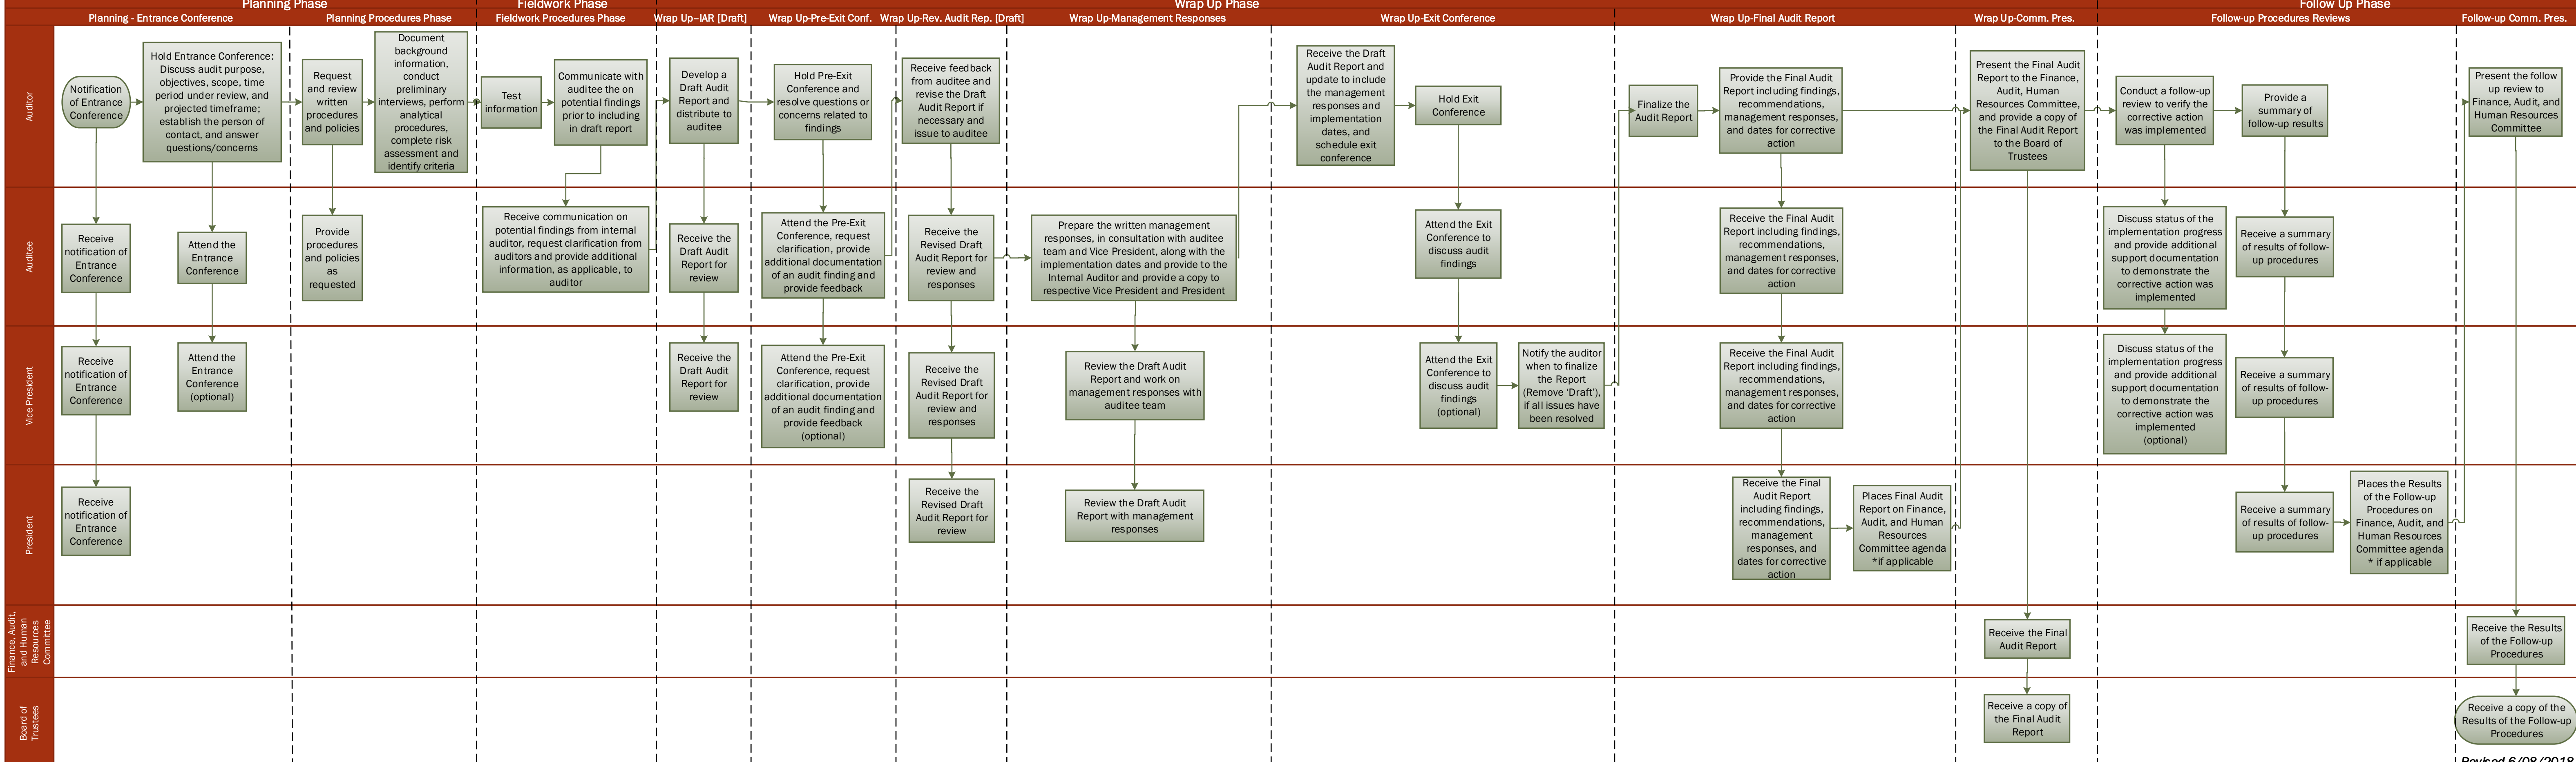 Planning Phase
Fieldwork Phase
Wrap Up Phase
Follow Up Phase
Planning - Entrance Conference
Planning Procedures Phase
Fieldwork Procedures Phase
Wrap Up–IAR [Draft]
Wrap Up-Pre-Exit Conf.
Wrap Up-Rev. Audit Rep. [Draft]
Wrap Up-Management Responses
Wrap Up-Exit Conference
Wrap Up-Final Audit Report
Wrap Up-Comm. Pres.
Follow-up Procedures Reviews
Follow-up Comm. Pres.
Auditor
Notification
of Entrance
Conference
Hold Entrance Conference:
Discuss audit purpose,
objectives, scope, time
period under review, and
projected timeframe;
establish the person of
contact, and answer
questions/concerns
Request
and review
written
procedures
and policies
Document
background
information,
conduct
preliminary
interviews, perform
analytical
procedures,
complete risk
assessment and
identify criteria
Test
information
Communicate with
auditee the on
potential findings
prior to including
in draft report
Develop a
Draft Audit
Report and
distribute to
auditee
Hold Pre-Exit
Conference and
resolve questions or
concerns related to
findings
Receive feedback
from auditee and
revise the Draft
Audit Report if
necessary and
issue to auditee
Receive the Draft
Audit Report and
update to include
the management
responses and
implementation
dates, and
schedule exit
conference
Hold Exit
Conference
Finalize the
Audit Report
Provide the Final Audit
Report including findings,
recommendations,
management responses,
and dates for corrective
action
Present the Final Audit
Report to the Finance,
Audit, Human
Resources Committee,
and provide a copy of
the Final Audit Report
to the Board of
Trustees
Conduct a follow-up
review to verify the
corrective action
was implemented
Provide a
summary of
follow-up results
Present the follow
up review to
Finance, Audit, and
Human Resources
Committee
Auditee
Receive
notification of
Entrance
Conference
Attend the
Entrance
Conference
Provide
procedures
and policies
as
requested
Receive communication on
potential findings from internal
auditor, request clarification from
auditors and provide additional
information, as applicable, to
auditor
Receive the
Draft Audit
Report for
review
Attend the Pre-Exit
Conference, request
clarification, provide
additional documentation
of an audit finding and
provide feedback
Receive the
Revised Draft
Audit Report for
review and
responses
Prepare the written management
responses, in consultation with auditee
team and Vice President, along with the
implementation dates and provide to the
Internal Auditor and provide a copy to
respective Vice President and President
Attend the Exit
Conference to
discuss audit
findings
Receive the Final Audit
Report including findings,
recommendations,
management responses,
and dates for corrective
action
Discuss status of the
implementation progress
and provide additional
support documentation
to demonstrate the
corrective action was
implemented
Receive a summary
of results of follow-
up procedures
Vice President
Receive
notification of
Entrance
Conference
Attend the
Entrance
Conference
(optional)
Receive the
Draft Audit
Report for
review
Attend the Pre-Exit
Conference, request
clarification, provide
additional documentation
of an audit finding and
provide feedback
(optional)
Receive the
Revised Draft
Audit Report for
review and
responses
Review the Draft Audit
Report and work on
management responses with
auditee team
Attend the Exit
Conference to
discuss audit
findings
(optional)
Notify the auditor
when to finalize
the Report
(Remove ‘Draft’),
if all issues have
been resolved
Receive the Final Audit
Report including findings,
recommendations,
management responses,
and dates for corrective
action
Discuss status of the
implementation progress
and provide additional
support documentation
to demonstrate the
corrective action was
implemented
(optional)
Receive a summary
of results of follow-
up procedures
President
Receive
notification of
Entrance
Conference
Receive the
Revised Draft
Audit Report for
review
Review the Draft Audit
Report with management
responses
Receive the Final
Audit Report
including findings,
recommendations,
management
responses, and
dates for corrective
action
Places Final Audit
Report on Finance,
Audit, and Human
Resources
Committee agenda
*if applicable
Receive a summary
of results of follow-
up procedures
Places the Results
of the Follow-up
Procedures on
Finance, Audit, and
Human Resources
Committee agenda
* if applicable
Finance, Audit,
and Human
Resources
Committee
Receive the Final
Audit Report
Receive the Results
of the Follow-up
Procedures
Board of
Trustees
Receive a copy of
the Final Audit
Report
Receive a copy of the
Results of the Follow-up
Procedures
Revised 6/08/2018